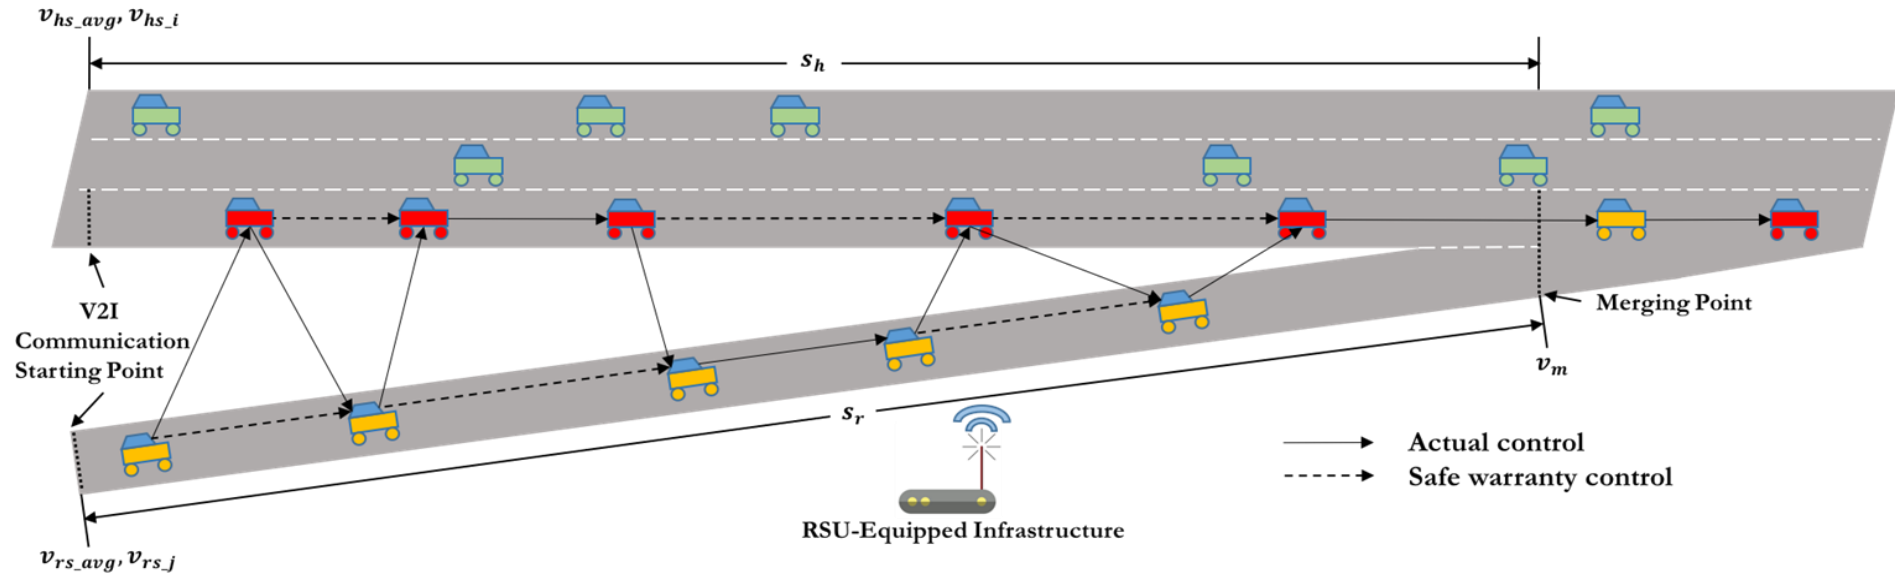 v_hs_avg, v_hs_i
s_h
V2I
Communication
Starting Point
Merging Point
v_m
s_r
Actual control
Safe warranty control
RSU-Equipped Infrastructure
v_rs_avg, v_rs_j